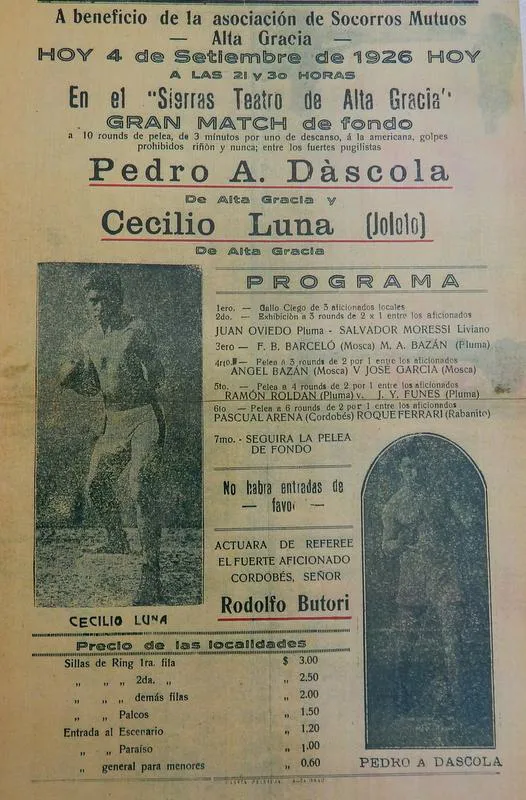 A beneficio de la asociación de Socorros Mutuos
— Alta Gracia —
HOY 4 de Setiembre de 1926 HOY
A LAS 21 y 30 HORAS
En el "Sierras Teatro de Alta Gracia"
GRAN MATCH de fondo
a 10 rounds de pelea, de 3 minutos por uno de descanso, á la americana, golpes
prohibidos riñón y nunca; entre los fuertes pugilistas
Pedro A. Dàscola
De Alta Gracia y
Cecilio Luna (Jololo)
De Alta Gracia
PROGRAMA
1ero. — Gallo Ciego de 3 aficionados locales
2do. — Exhibición a 3 rounds de 2 x 1 entre los aficionados
JUAN OVIEDO Pluma - SALVADOR MORESSI Liviano
3ero — F. B. BARCELÓ (Mosca) M. A. BAZÁN (Pluma)
4rto. — Pelea a 3 rounds de 2 por 1 entre los aficionados
ANGEL BAZÁN (Mosca) V JOSÉ GARCIA (Mosca)
5to. — Pelea a 4 rounds de 2 por 1 entre los aficionados
RAMÓN ROLDAN (Pluma) v. J. Y. FUNES (Pluma)
6to — Pelea a 6 rounds de 2 por 1 entre los aficionados
PASCUAL ARENA (Cordobés) ROQUE FERRARI (Rabanito)
7mo. - SEGUIRA LA PELEA
DE FONDO
No habra entradas de
— favor —
ACTUARA DE REFEREE
EL FUERTE AFICIONADO
CORDOBÉS, SEÑOR
Rodolfo Butori
CECILIO LUNA
PEDRO A DASCOLA
Precio de las localidades
Sillas de Ring 1ra. fila $ 3.00
„ „ „ 2da. „ „ 2.50
„ „ „ demás filas „ 2.00
„ „ Palcos „ 1.50
Entrada al Escenario „ 1.20
„ „ Paraíso „ 1.00
„ general para menores „ 0.60